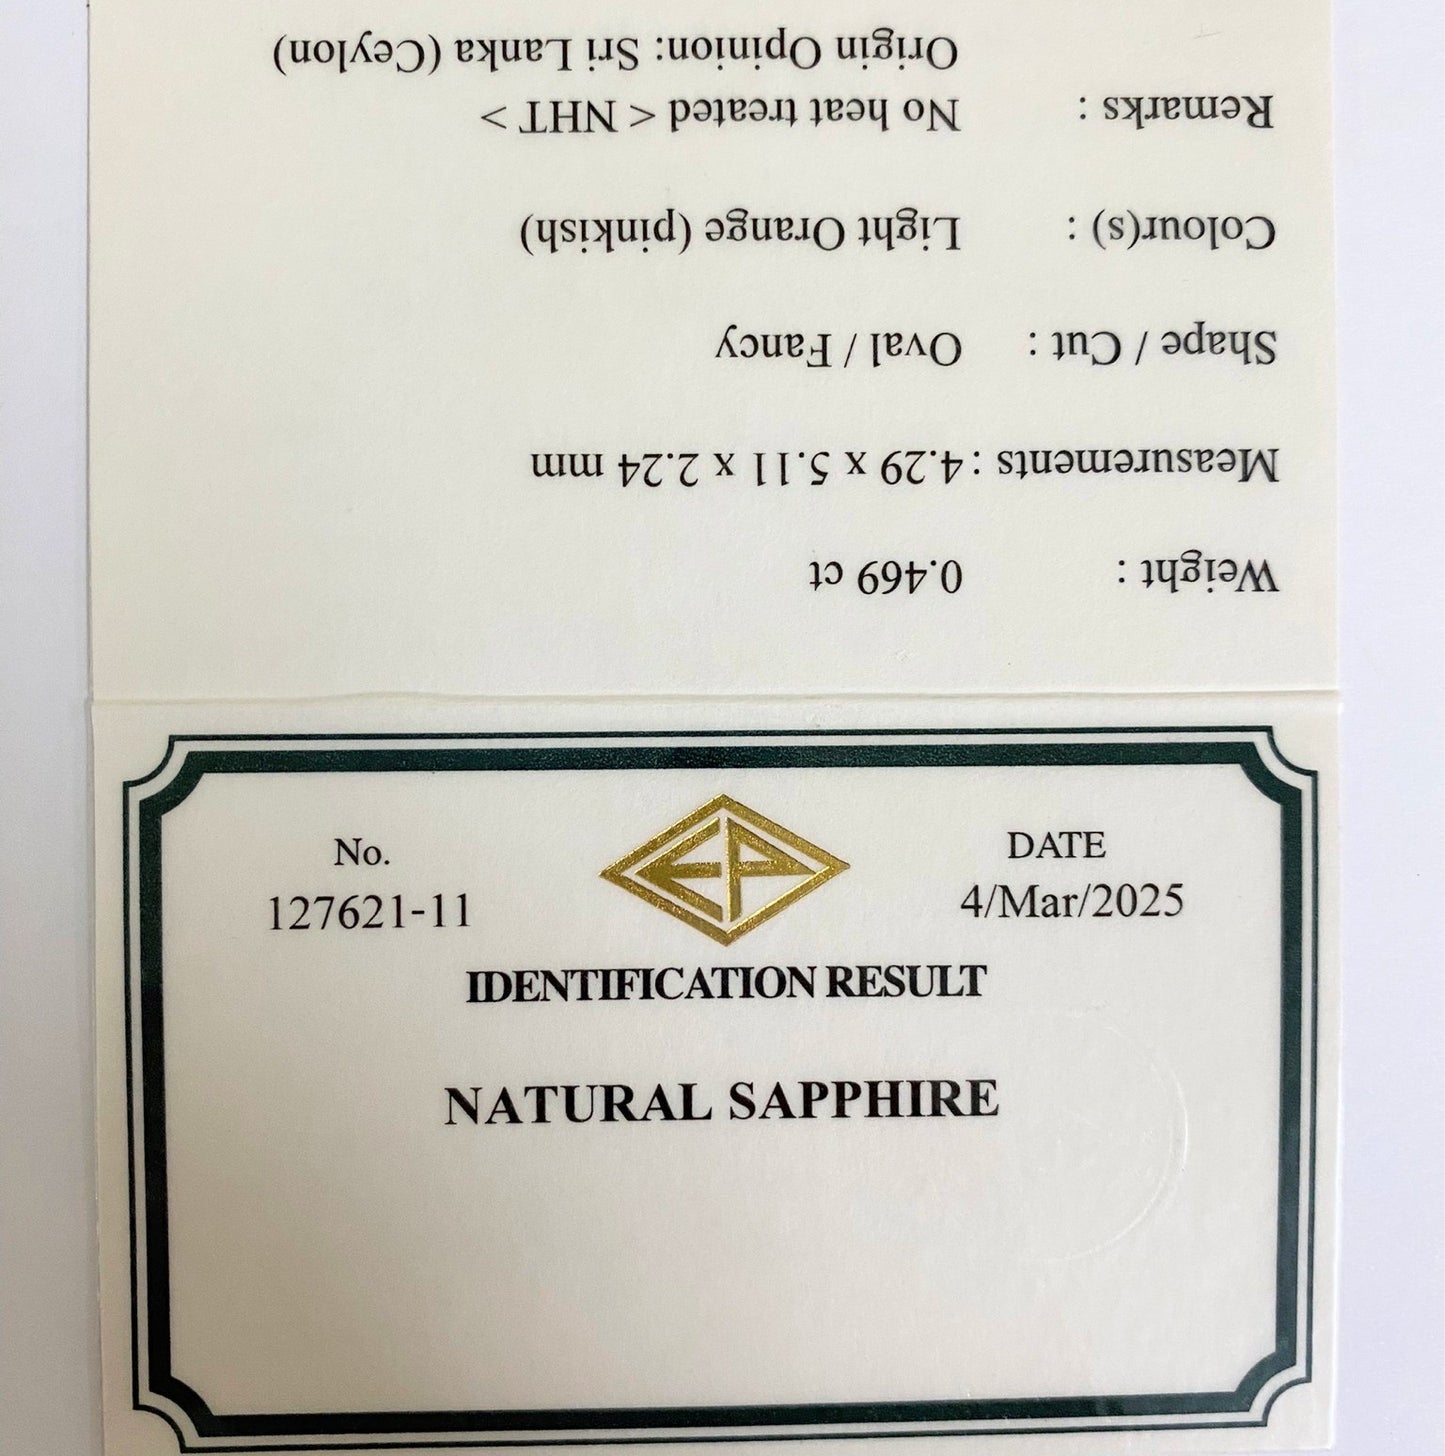 No.
127621-11
EP
DATE
4/Mar/2025
IDENTIFICATION RESULT
NATURAL SAPPHIRE
Weight : 0.469 ct
Measurements : 4.29 x 5.11 x 2.24 mm
Shape / Cut : Oval / Fancy
Colour(s) : Light Orange (pinkish)
Remarks : No heat treated < NHT >
Origin Opinion: Sri Lanka (Ceylon)